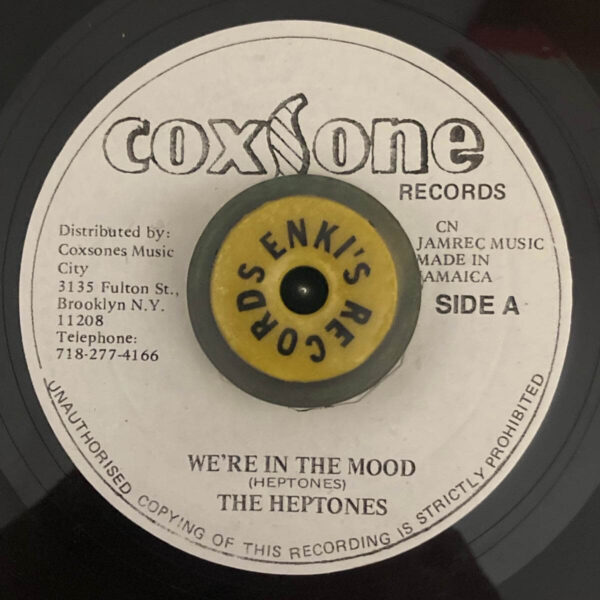 coxsone
RECORDS
Distributed by:
Coxsones Music
City
3135 Fulton St.,
Brooklyn N.Y.
11208
Telephone:
718-277-4166
ENKI'S RECORDS
CN
JAMREC MUSIC
MADE IN
JAMAICA
SIDE A
WE'RE IN THE MOOD
(HEPTONES)
THE HEPTONES
UNAUTHORISED COPYING OF THIS RECORDING IS STRICTLY PROHIBITED